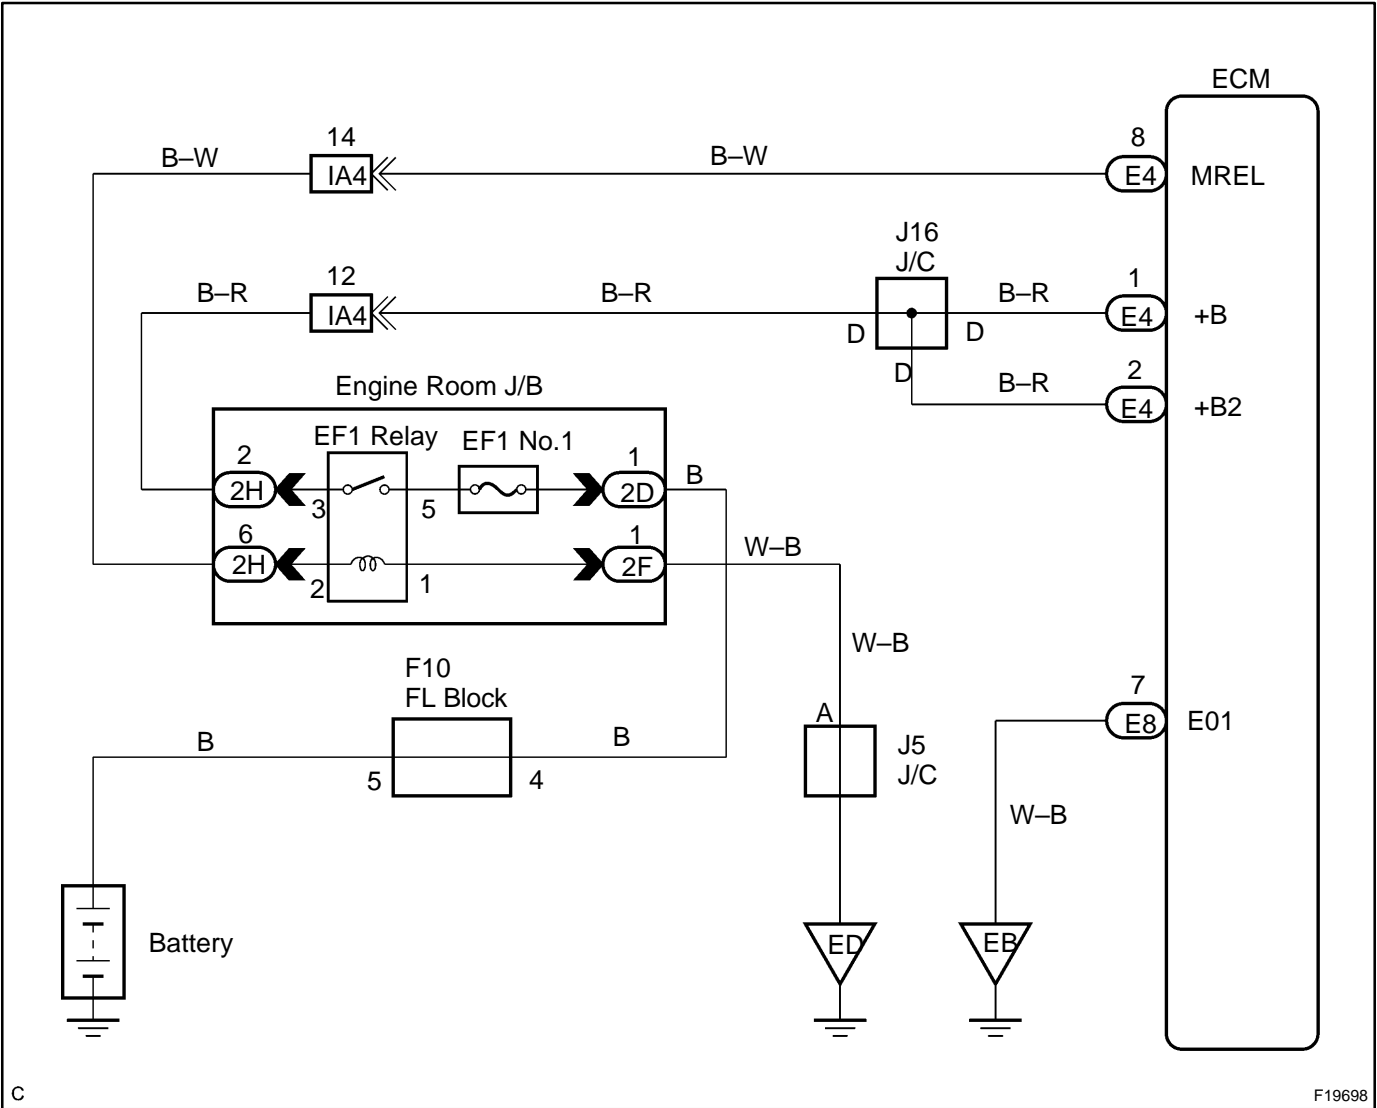 ECM
14
8
B–W
B–W
IA4
E4
MREL
J16
J/C
12
1
B–R
B–R
B–R
IA4
E4
+B
D
D
2
D
B–R
E4
+B2
Engine Room J/B
EF1 Relay
EF1 No.1
2
1
B
2H
3
5
2D
6
1
W–B
2H
2
1
2F
W–B
F10
FL Block
7
A
E8
E01
B
B
J5
J/C
5
4
W–B
Battery
ED
EB
C
F19698